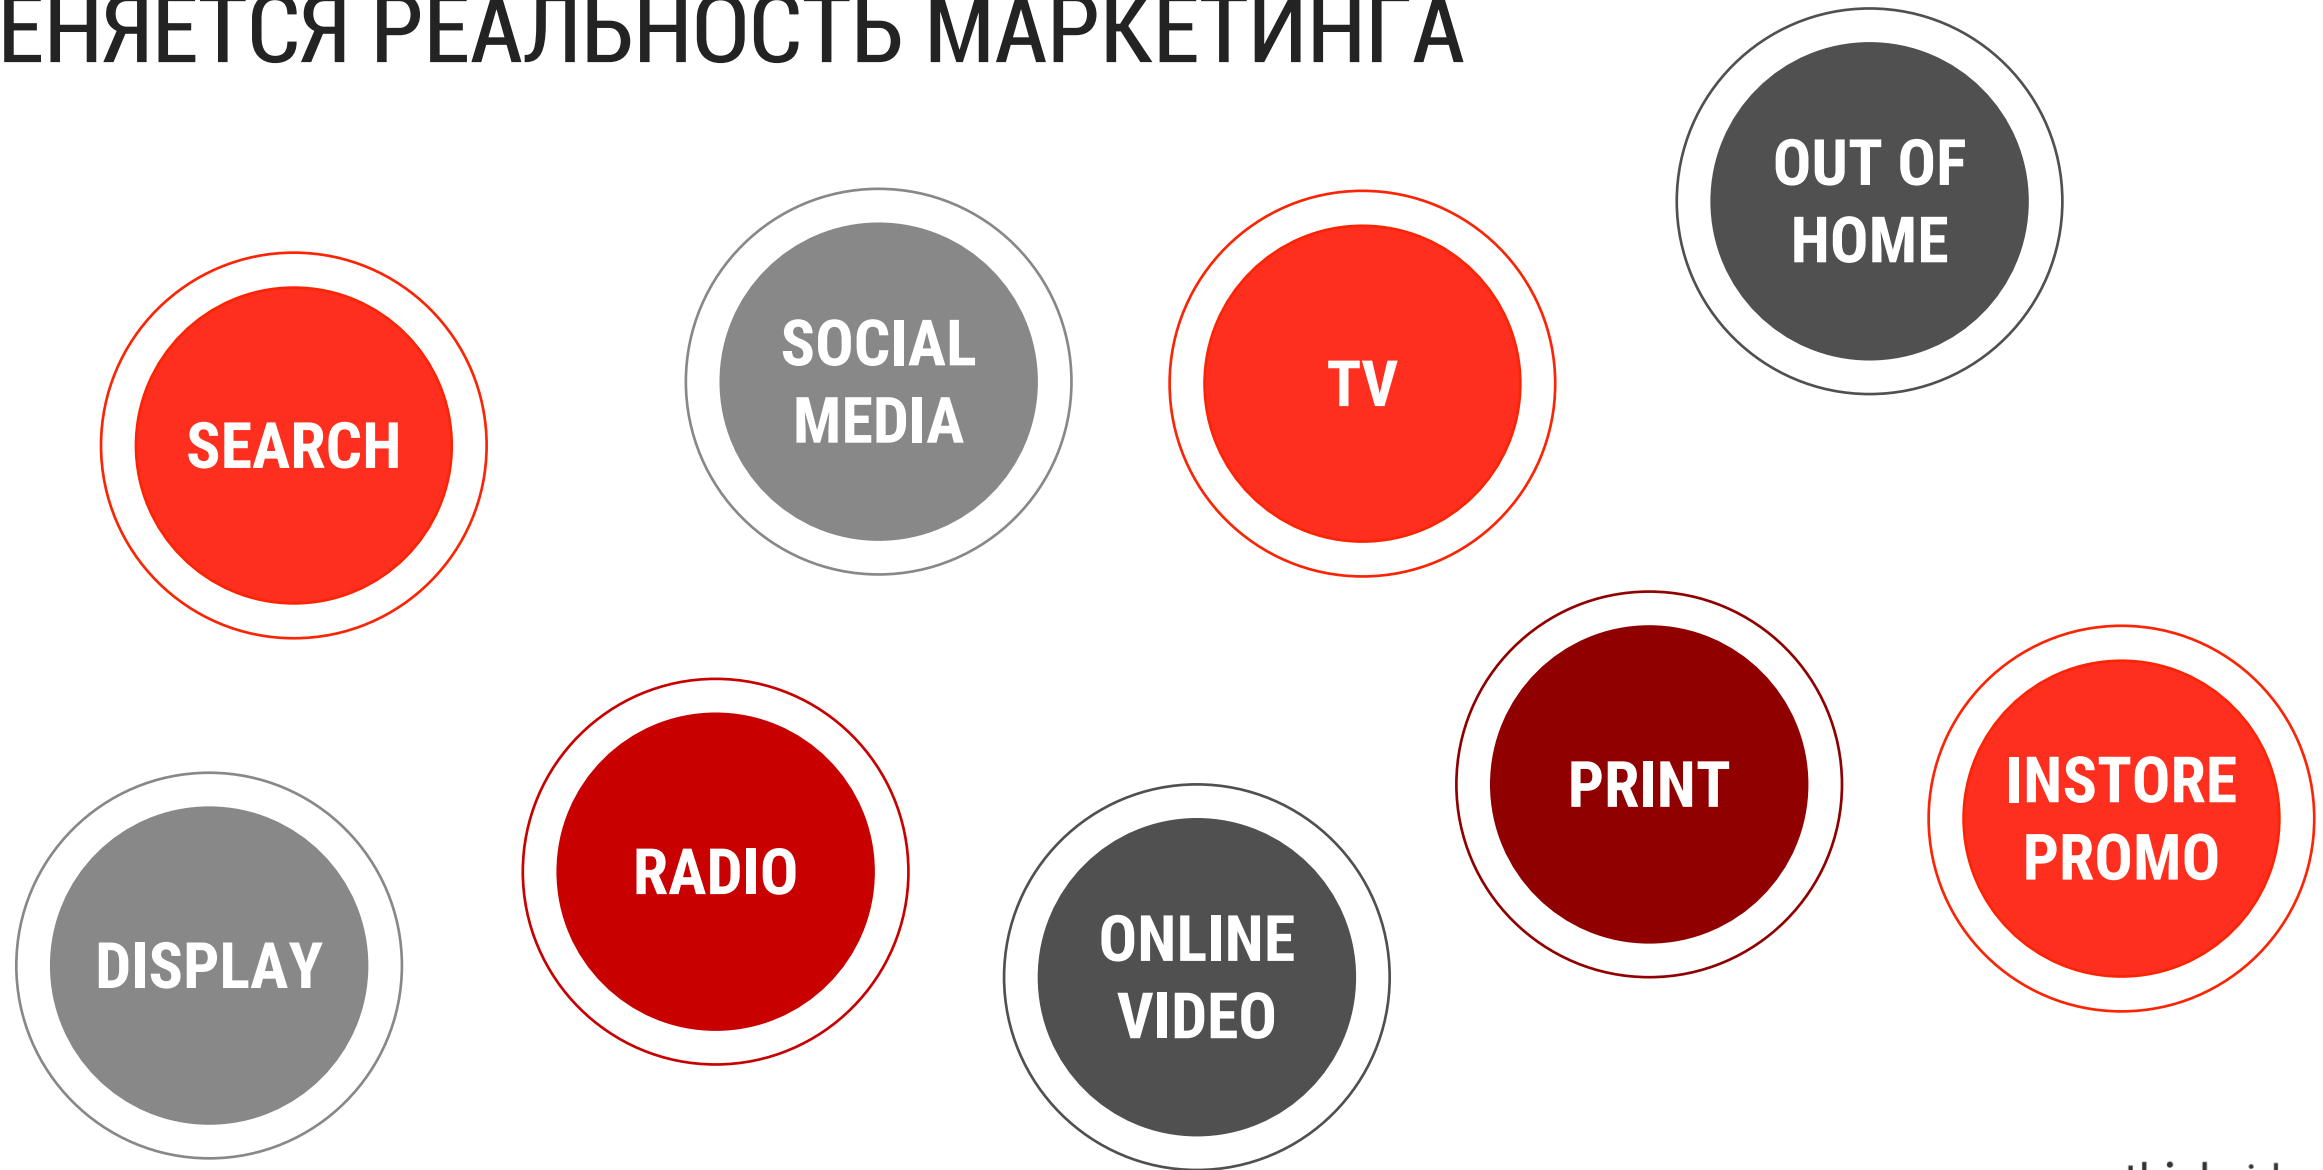 ЕНЯЕТСЯ РЕАЛЬНОСТЬ МАРКЕТИНГА
OUT OF
HOME
SOCIAL
MEDIA
TV
SEARCH
PRINT
INSTORE
PROMO
RADIO
ONLINE
VIDEO
DISPLAY